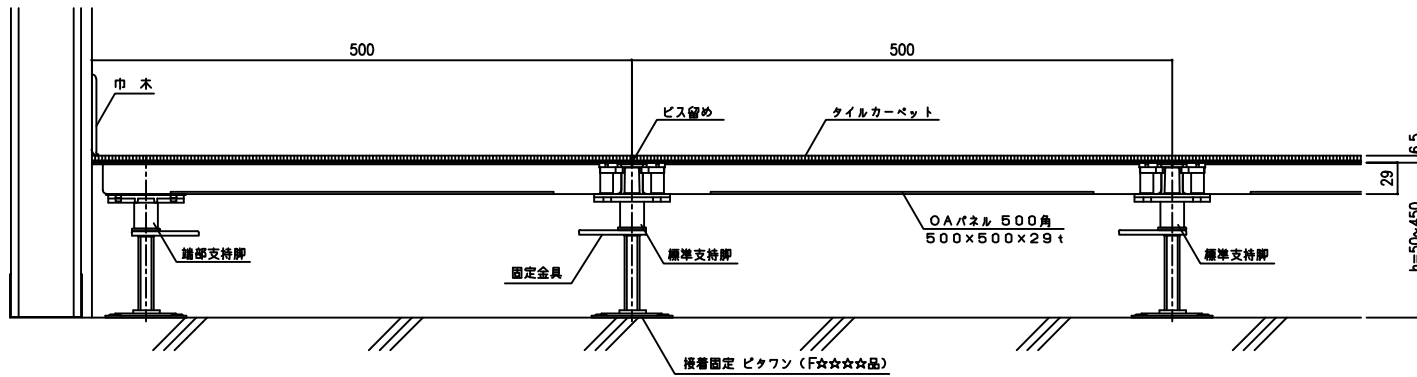 500
500
巾 木
ビス留め
タイルカーペット
6.5
29
OAパネル 500角
500×500×29t
端部支持脚
標準支持脚
標準支持脚
固定金具
h=50~450
接着固定 ピタワン（F☆☆☆☆品）